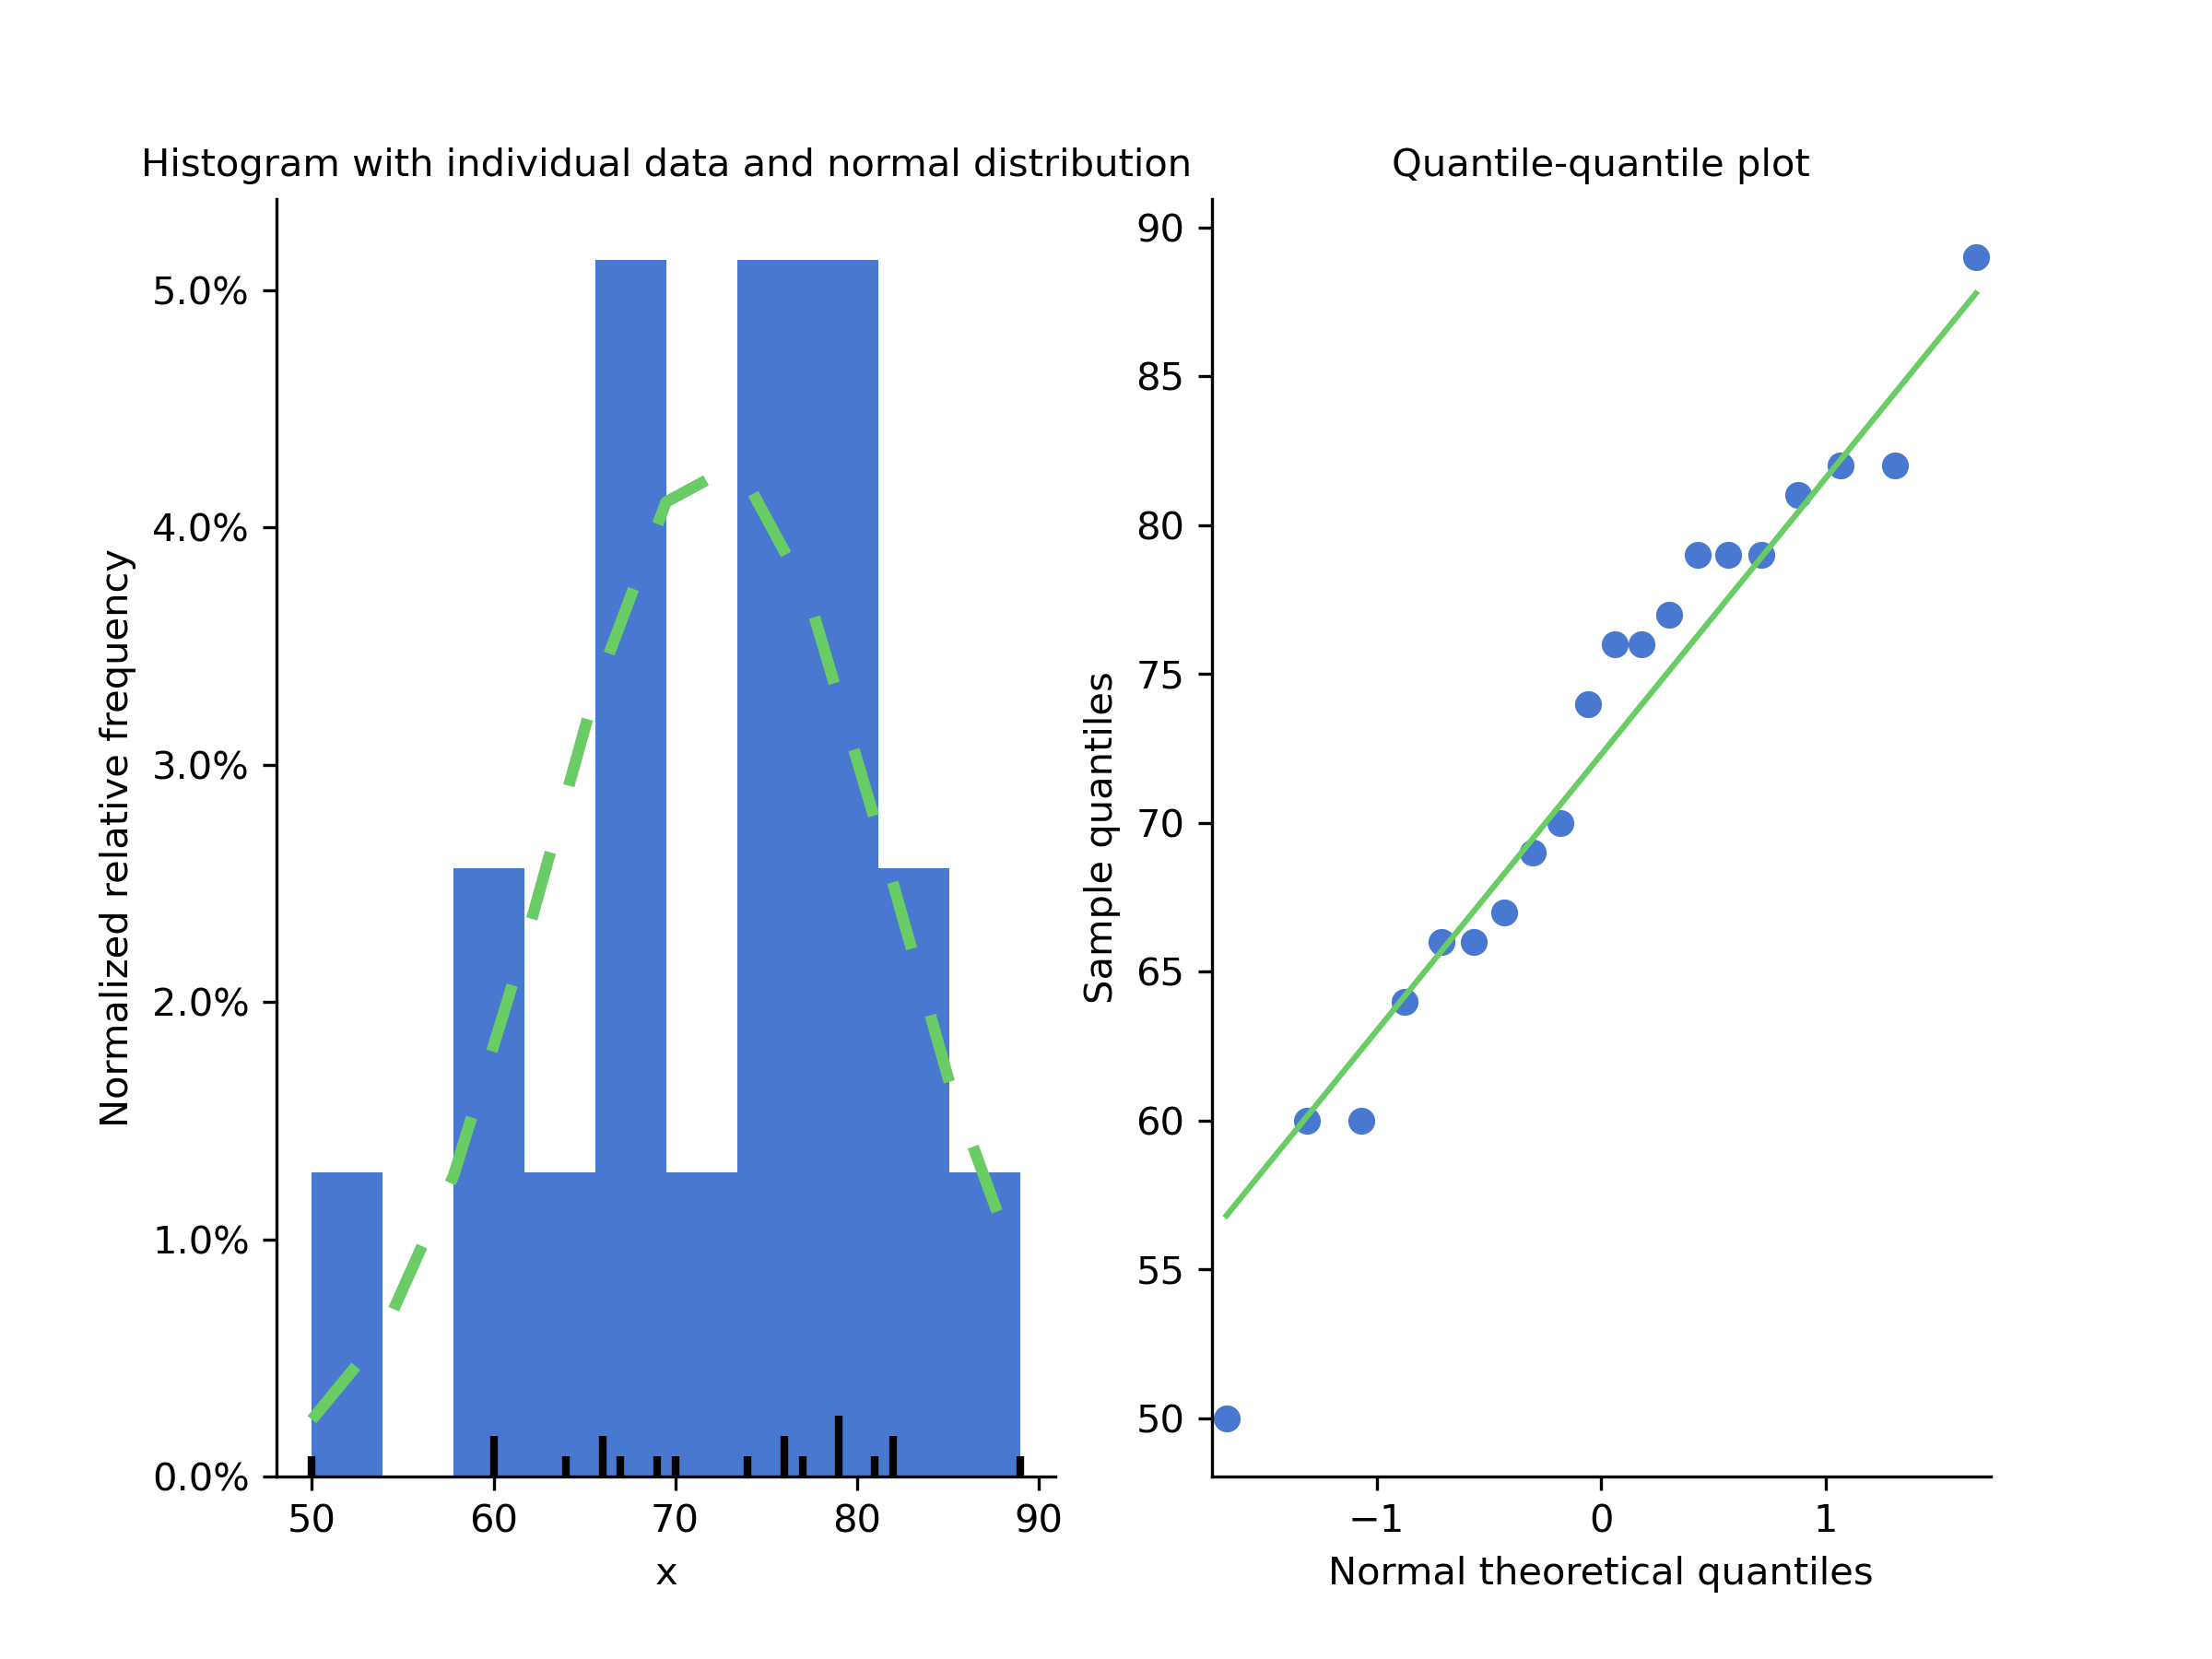 Histogram with individual data and normal distribution
Normalized relative frequency
5.0%
4.0%
3.0%
2.0%
1.0%
0.0%
50 60 70 80 90
x
Quantile-quantile plot
Sample quantiles
90
85
80
75
70
65
60
55
50
−1 0 1
Normal theoretical quantiles